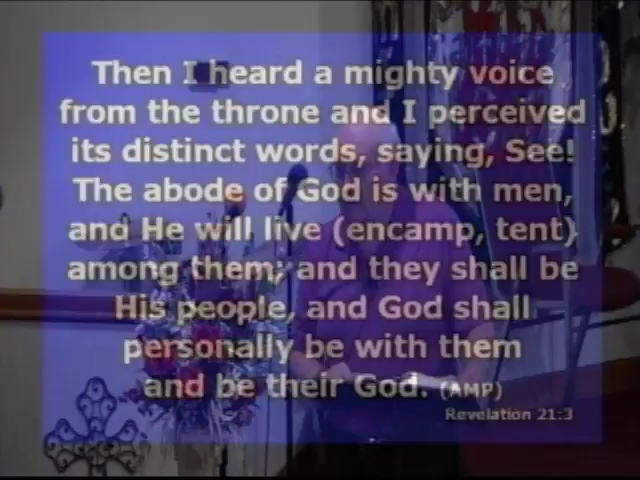 Then I heard a mighty voice
from the throne and I perceived
its distinct words, saying, See!
The abode of God is with men,
and He will live (encamp, tent)
among them; and they shall be
His people, and God shall
personally be with them
and be their God. (AMP)
Revelation 21:3